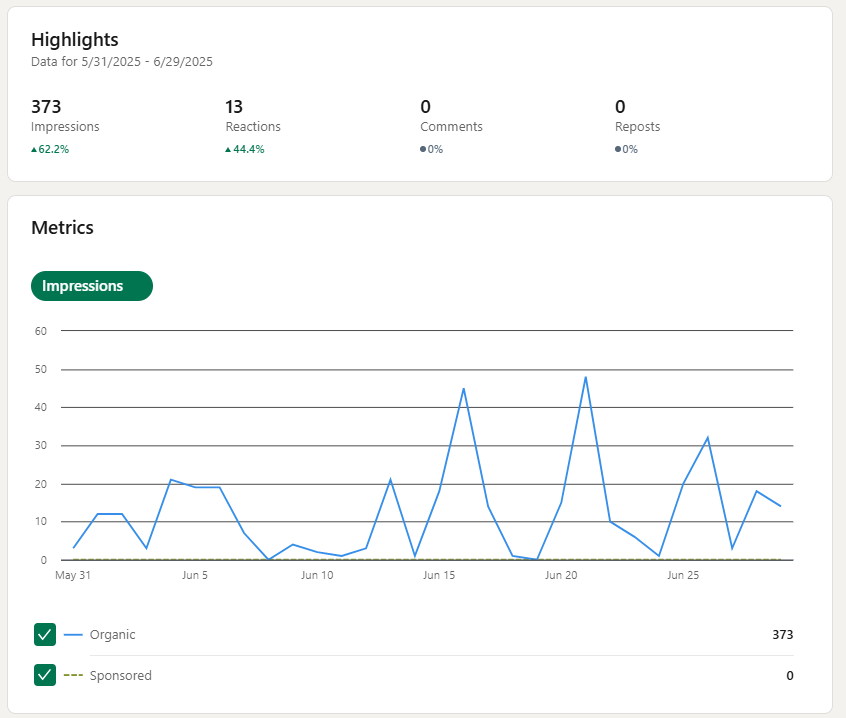 Highlights
Data for 5/31/2025 - 6/29/2025
373 13 0 0
Impressions Reactions Comments Reposts
▲62.2% ▲44.4% ●0% ●0%
Metrics
Impressions
60
50
40
30
20
10
0
May 31 Jun 5 Jun 10 Jun 15 Jun 20 Jun 25
Organic 373
Sponsored 0